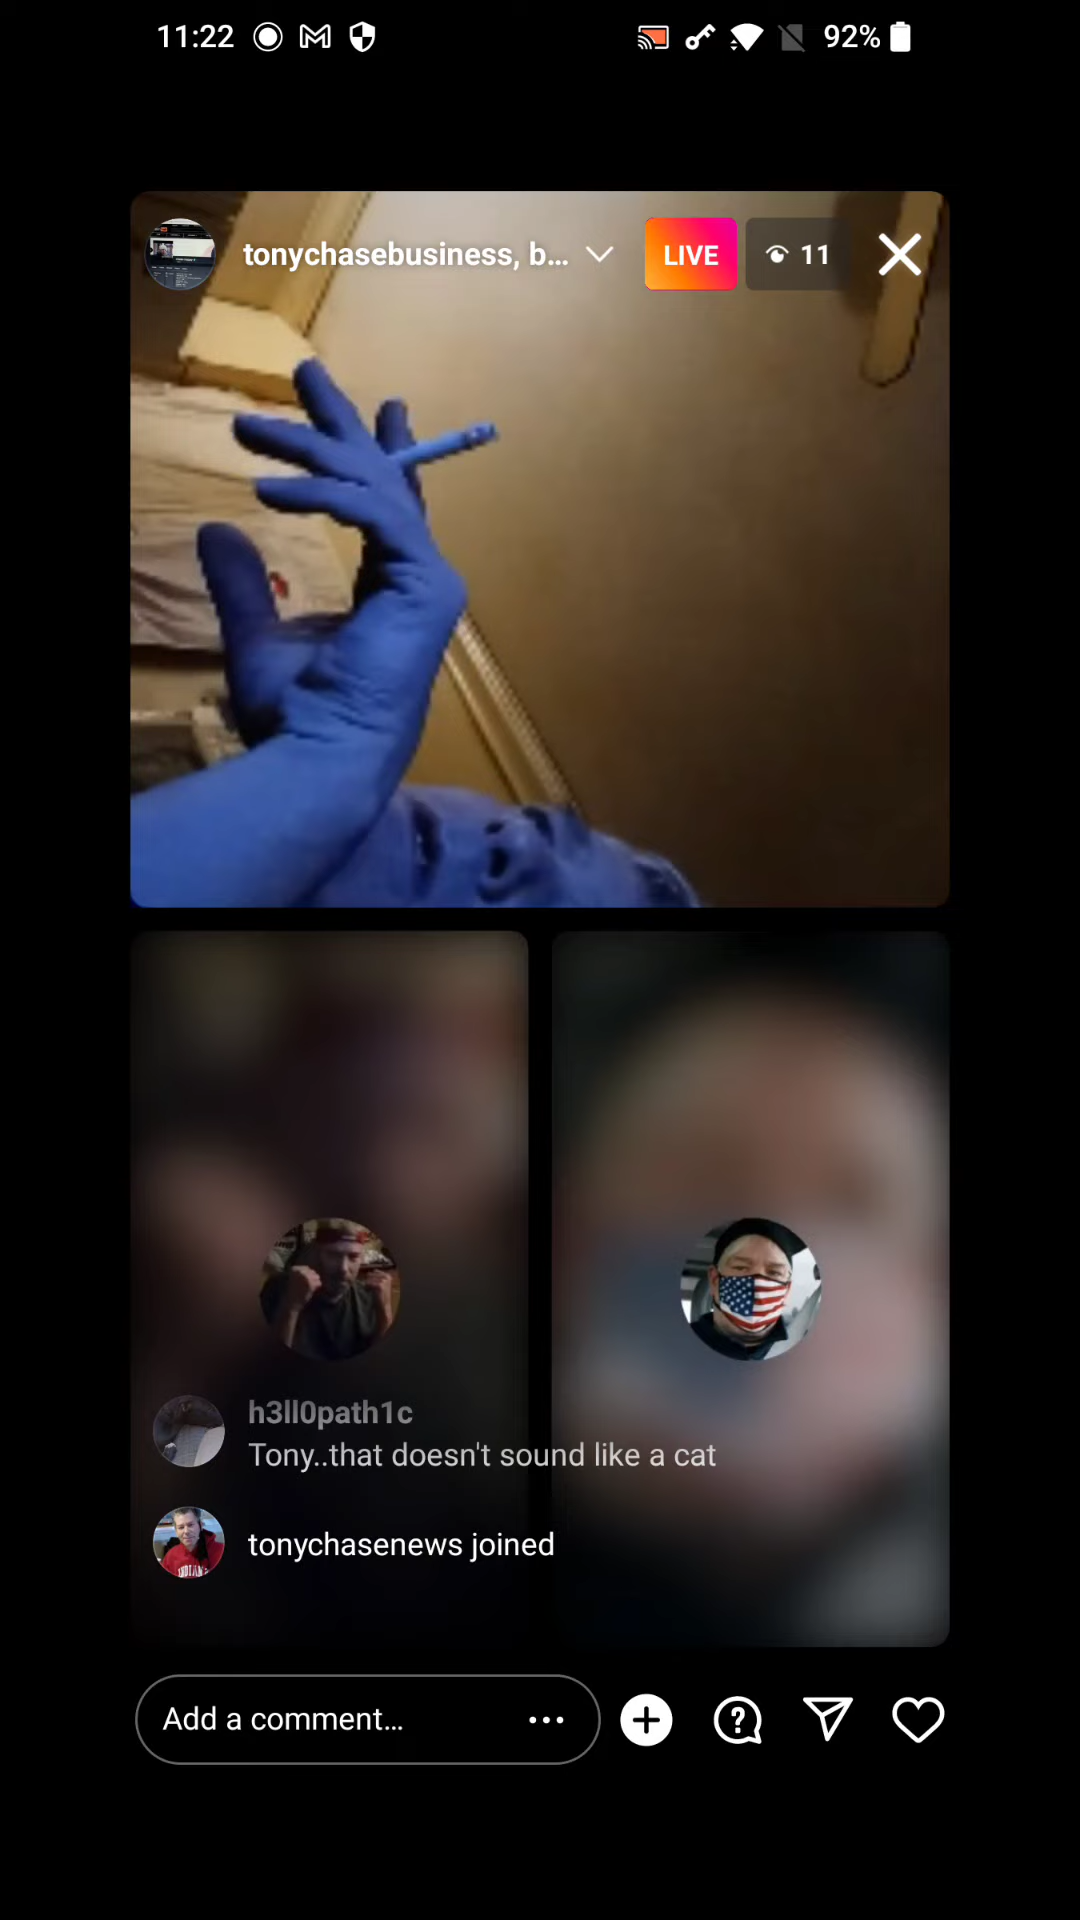 11:22
92%
tonychasebusiness, b...
LIVE
11
h3ll0path1c
Tony..that doesn't sound like a cat
tonychasenews joined
Add a comment...